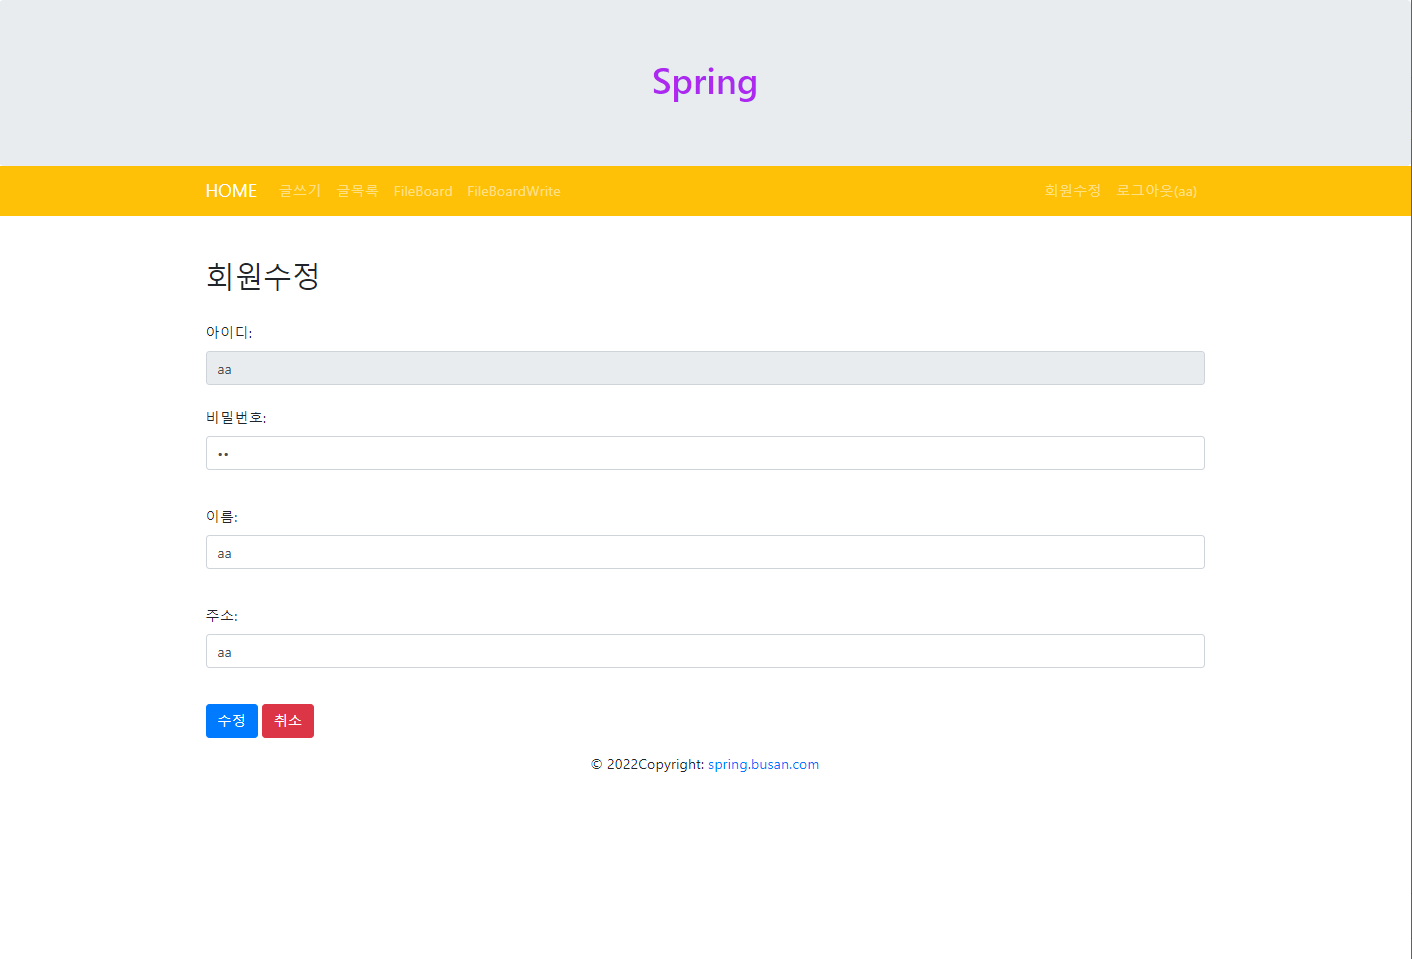 Spring
HOME 글쓰기 글목록 FileBoard FileBoardWrite 회원수정 로그아웃(aa)
회원수정
아이디:
aa
비밀번호:
••
이름:
aa
주소:
aa
수정 취소
© 2022Copyright: spring.busan.com